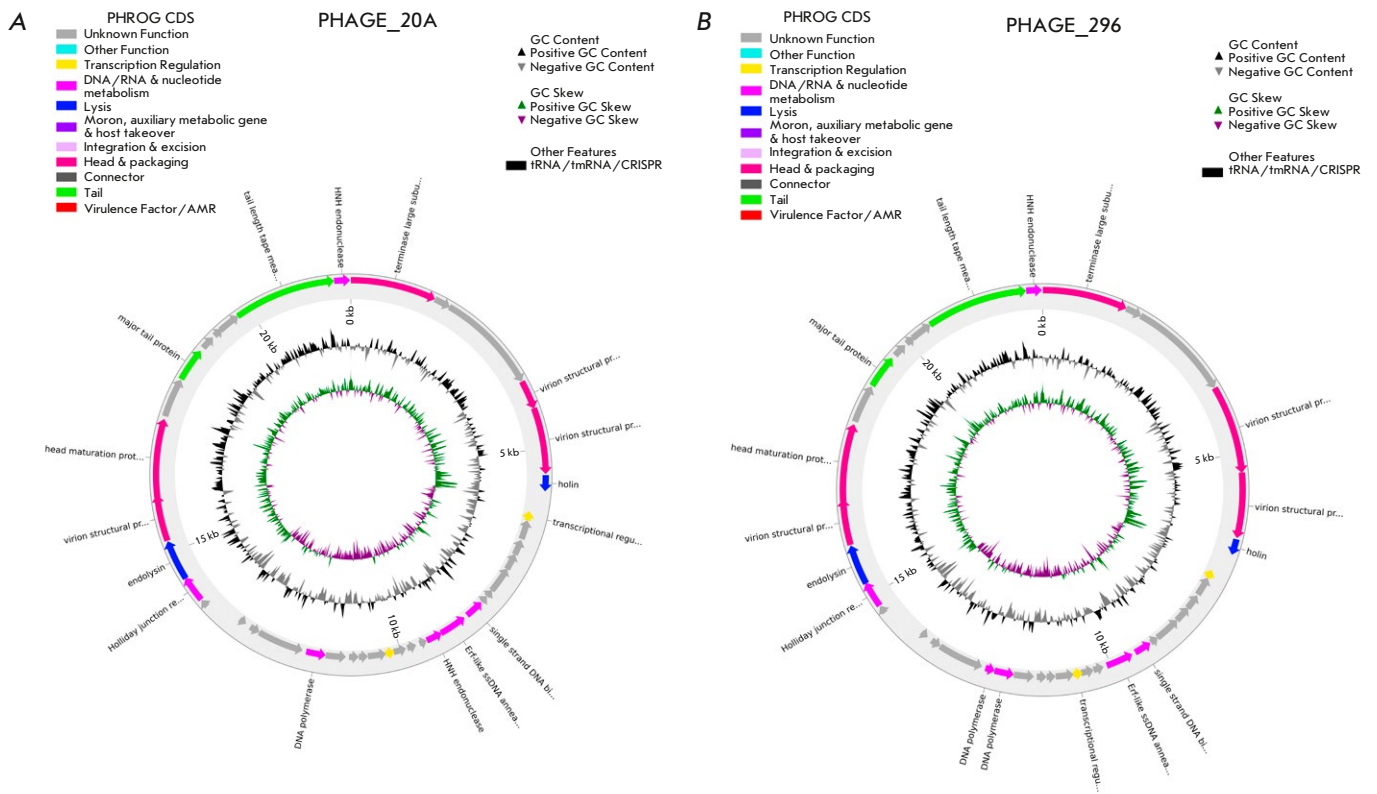 A
PHROG CDS
Unknown Function
Other Function
Transcription Regulation
DNA/RNA & nucleotide
metabolism
Lysis
Moron, auxiliary metabolic gene
& host takeover
Integration & excision
Head & packaging
Connector
Tail
Virulence Factor/AMR
PHAGE_20A
GC Content
Positive GC Content
Negative GC Content
GC Skew
Positive GC Skew
Negative GC Skew
Other Features
tRNA/tmRNA/CRISPR
tail length tape mea...
HNH endonuclease
terminase large subu...
major tail protein
virion structural pr...
head maturation prot...
virion structural pr...
holin
virion structural pr...
transcriptional regu...
endolysin
Holliday junction re...
single strand DNA bi...
Erf-like ssDNA annea...
HNH endonuclease
DNA polymerase
0 kb
5 kb
10 kb
15 kb
20 kb
B
PHROG CDS
Unknown Function
Other Function
Transcription Regulation
DNA/RNA & nucleotide
metabolism
Lysis
Moron, auxiliary metabolic gene
& host takeover
Integration & excision
Head & packaging
Connector
Tail
Virulence Factor/AMR
PHAGE_296
GC Content
Positive GC Content
Negative GC Content
GC Skew
Positive GC Skew
Negative GC Skew
Other Features
tRNA/tmRNA/CRISPR
tail length tape mea...
HNH endonuclease
terminase large subu...
major tail protein
virion structural pr...
head maturation prot...
virion structural pr...
virion structural pr...
holin
endolysin
Holliday junction re...
single strand DNA bi...
Erf-like ssDNA annea...
transcriptional regu...
DNA polymerase
DNA polymerase
0 kb
5 kb
10 kb
15 kb
20 kb